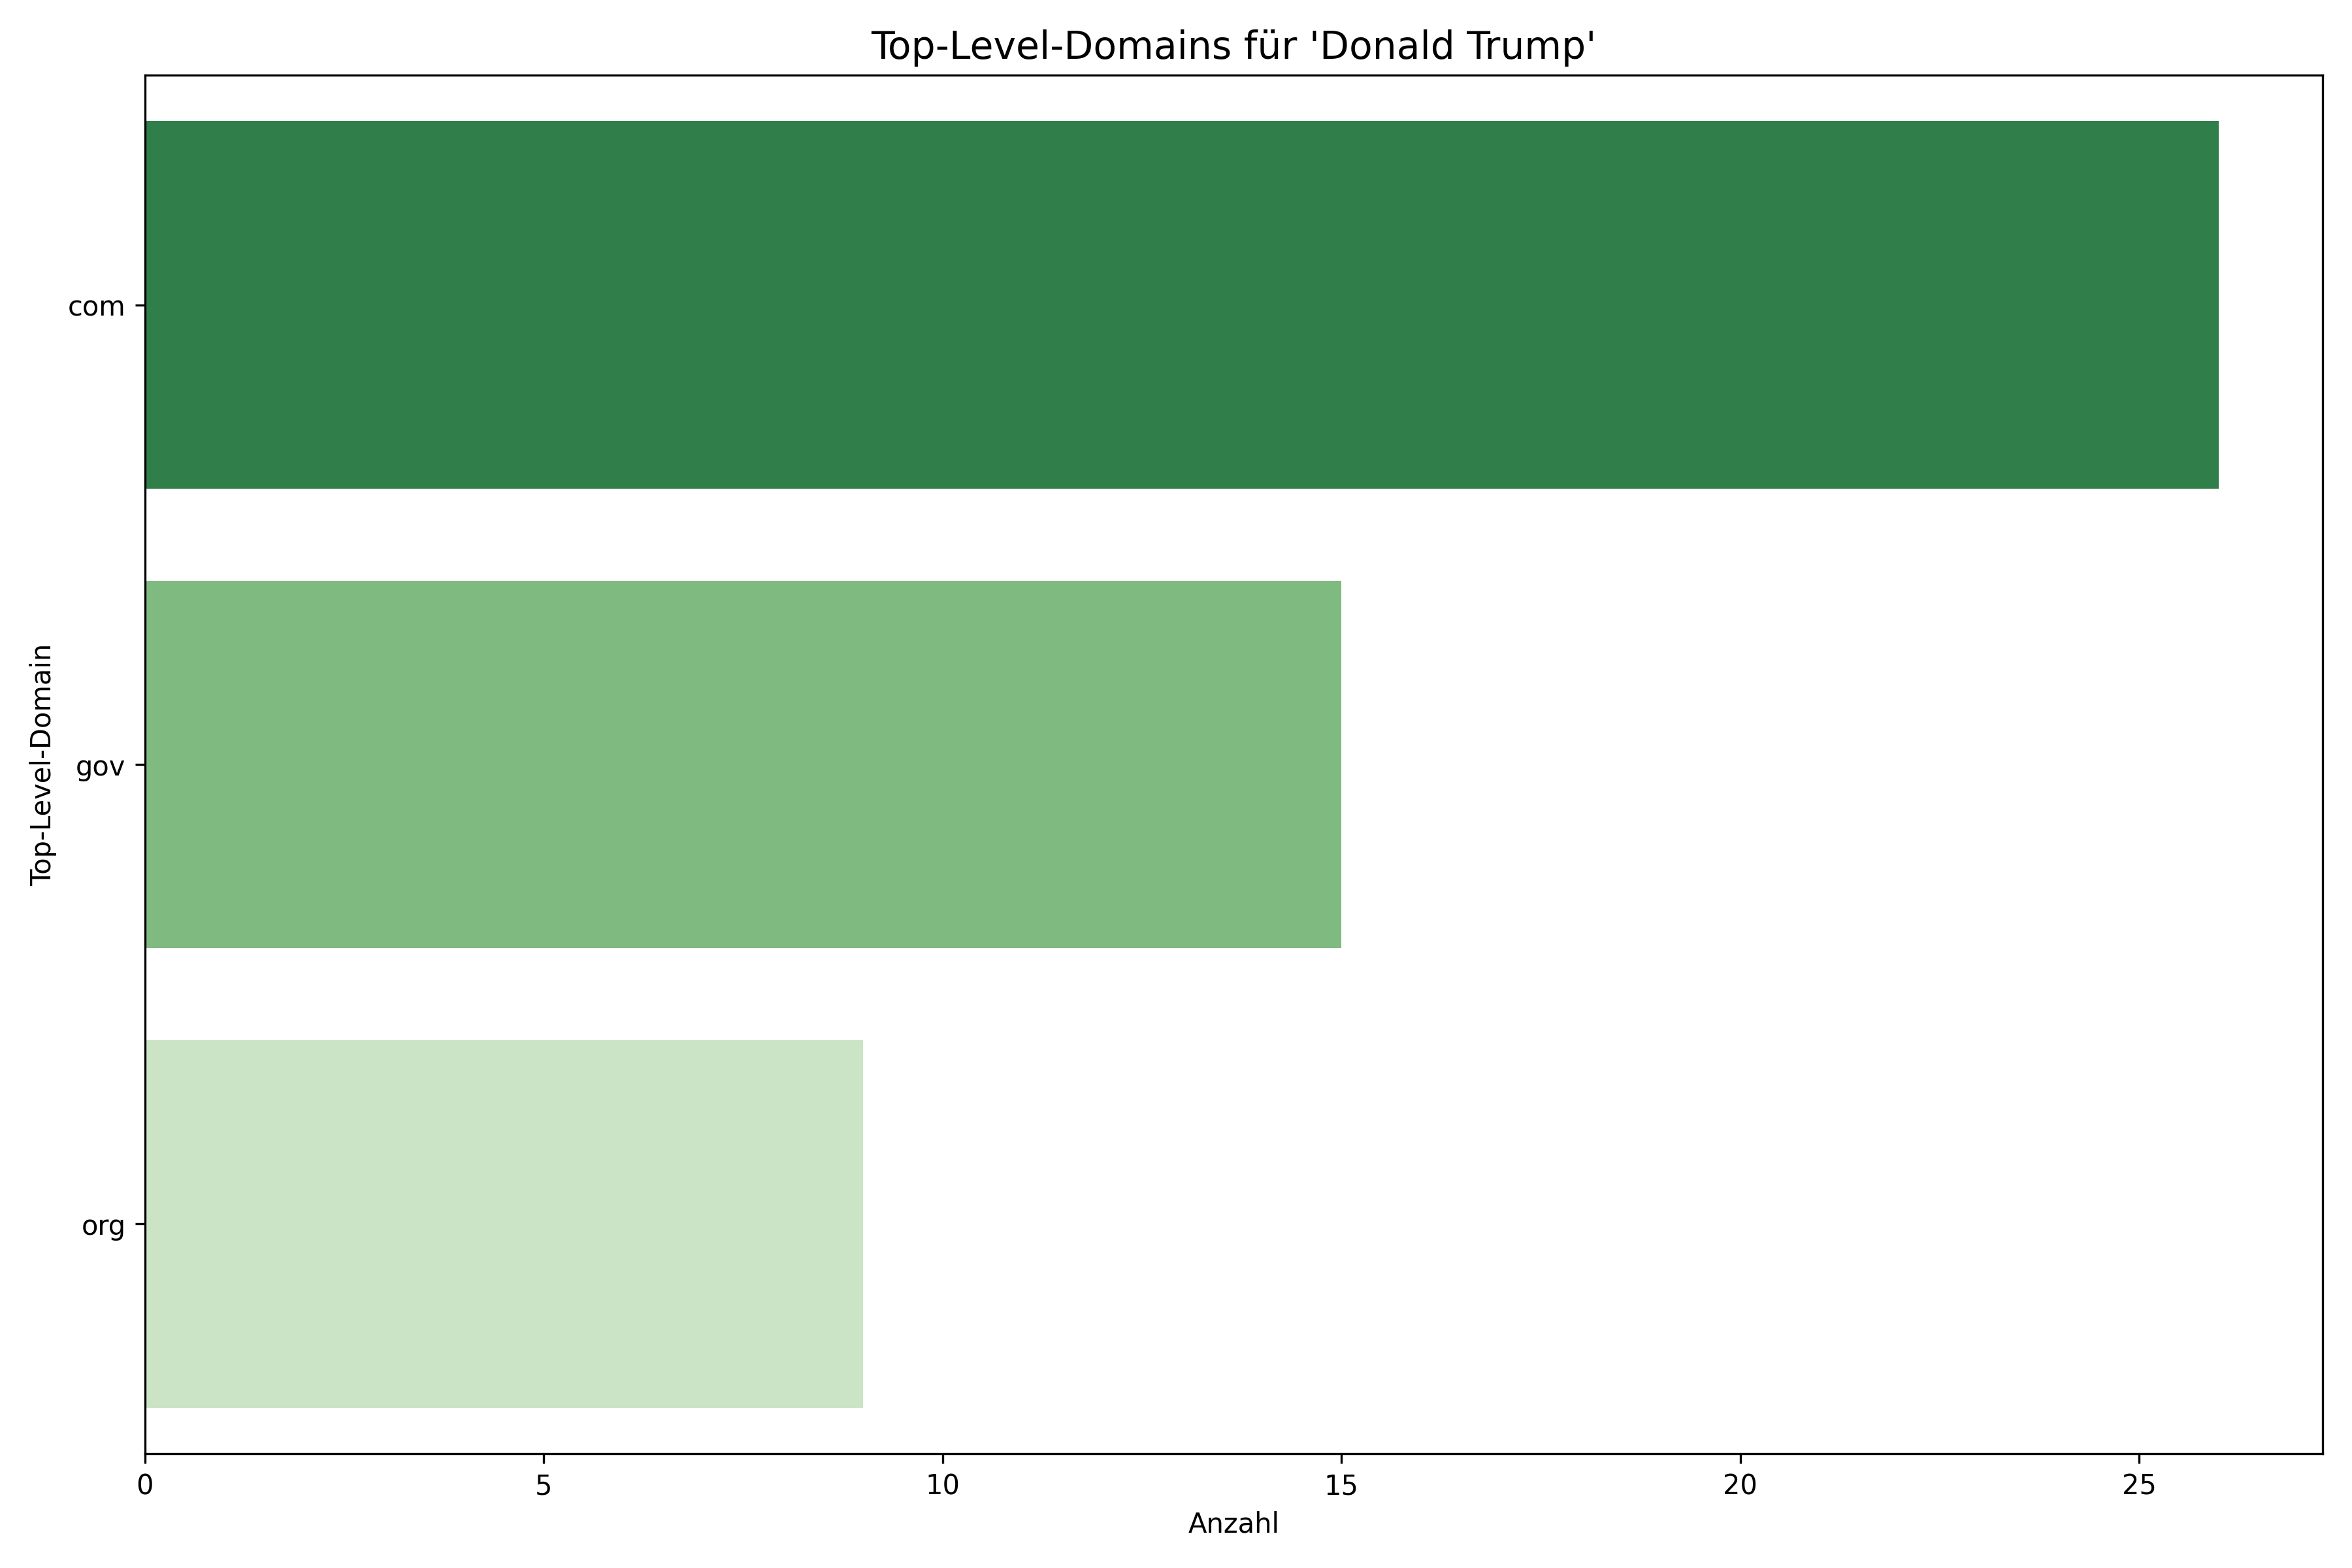 Top-Level-Domains für 'Donald Trump'
Top-Level-Domain
com
gov
org
0 5 10 15 20 25
Anzahl